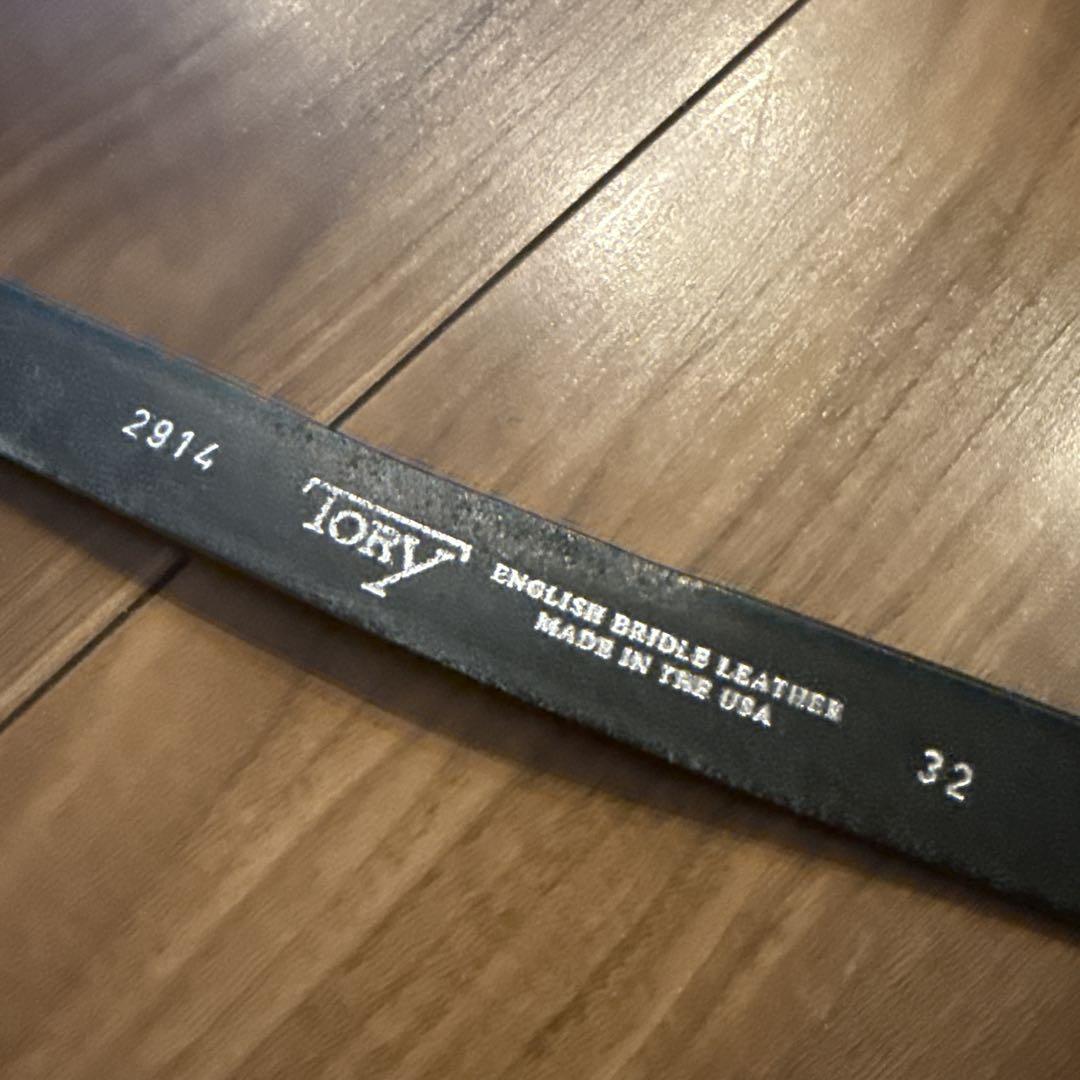 2914
TORY
ENGLISH BRIDLE LEATHER
MADE IN THE USA
32